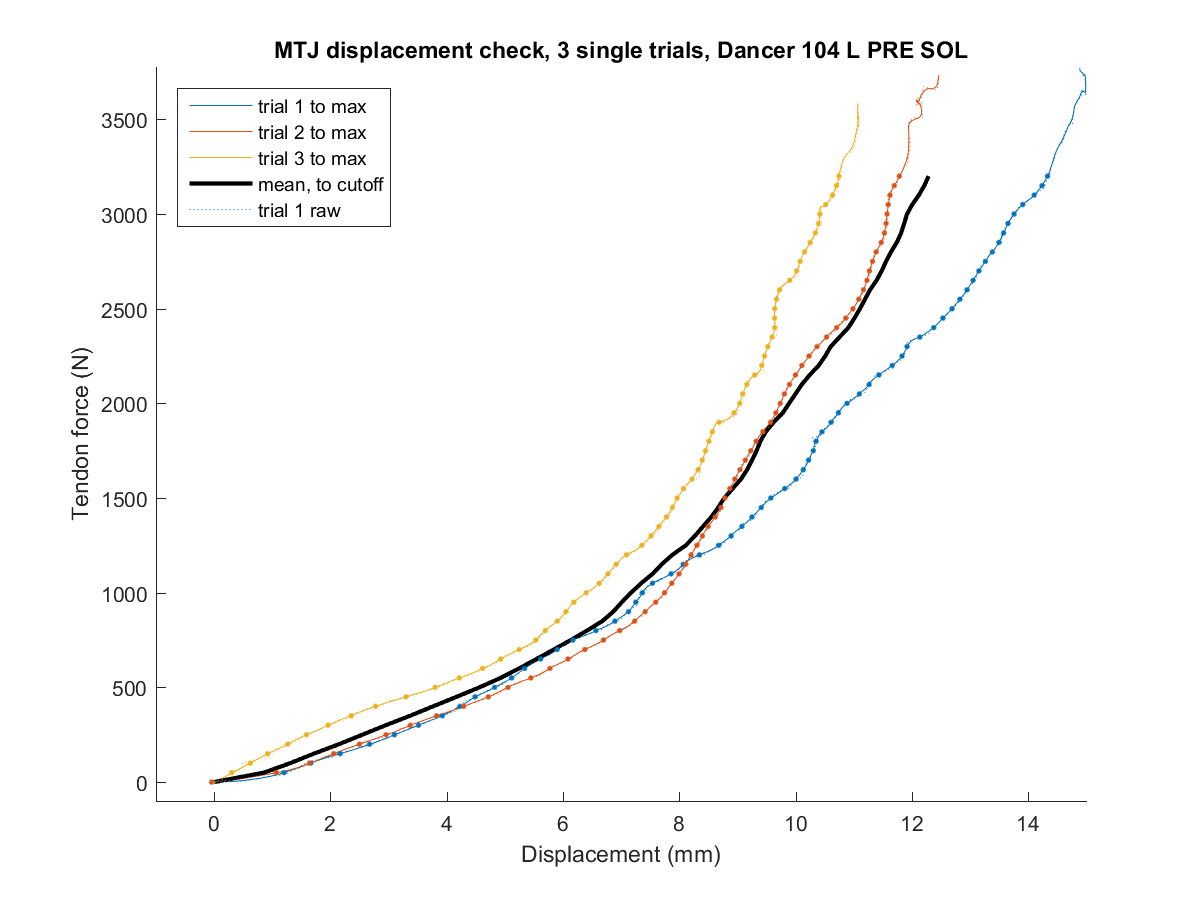 MTJ displacement check, 3 single trials, Dancer 104 L PRE SOL
trial 1 to max
trial 2 to max
trial 3 to max
mean, to cutoff
trial 1 raw
Tendon force (N)
3500
3000
2500
2000
1500
1000
500
0
0 2 4 6 8 10 12 14
Displacement (mm)